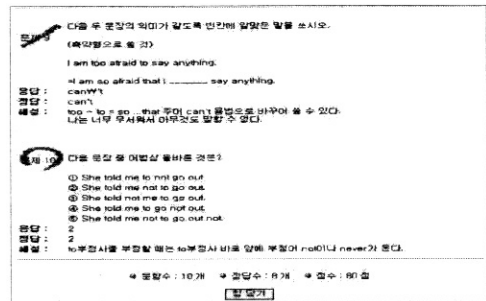 문제 9 다음 두 문장의 의미가 같도록 빈칸에 알맞은 말을 쓰시오.
(축약형으로 쓸 것)
I am too afraid to say anything.
=I am so afraid that I ______ say anything.
응답 : can₩'t
정답 : can't
해설 : too ~ to = so ...that 주어 can't 용법으로 바꾸어 쓸 수 있다.
나는 너무 무서워서 아무것도 말할 수 없다.
문제 10 다음 문장 중 어법상 올바른 것은?
① She told me to not go out.
② She told me not to go out.
③ She told not me to go out.
④ She told me to go not out.
⑤ She told me not to go out not.
응답 : 2
정답 : 2
해설 : to부정사를 부정할 때는 to부정사 바로 앞에 부정어 not이나 never가 온다.
문항수 : 10개 정답수 : 8개 점수 : 80점
창 닫기